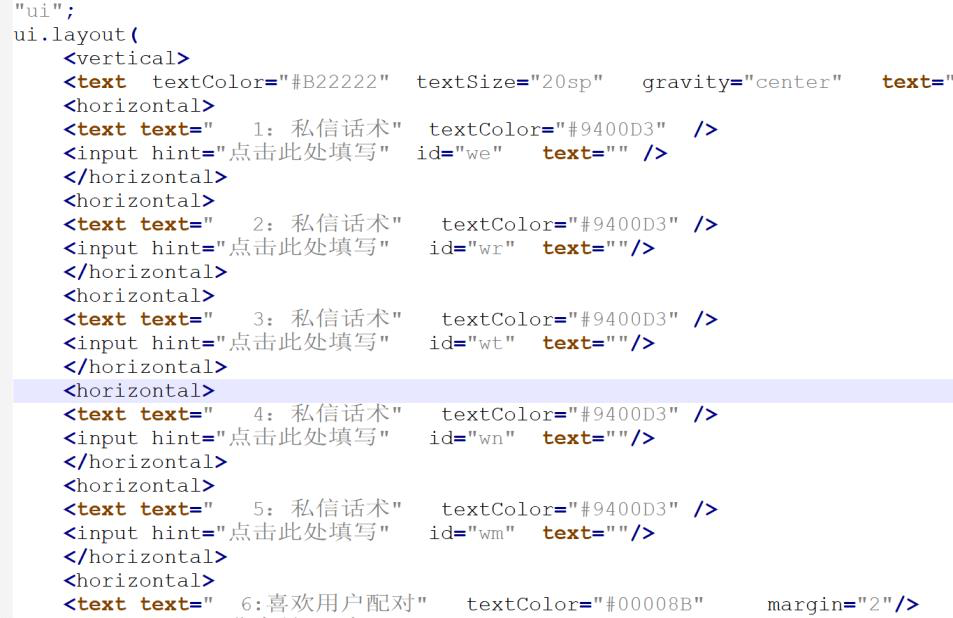 "ui";
ui.layout(
<vertical>
<text  textColor="#B22222"  textSize="20sp"   gravity="center"   text="
<horizontal>
<text text="   1: 私信话术"  textColor="#9400D3"  />
<input hint="点击此处填写"  id="we"   text="" />
</horizontal>
<horizontal>
<text text="   2: 私信话术"   textColor="#9400D3" />
<input hint="点击此处填写"   id="wr"  text=""/>
</horizontal>
<horizontal>
<text text="   3: 私信话术"   textColor="#9400D3" />
<input hint="点击此处填写"   id="wt"  text=""/>
</horizontal>
<horizontal>
<text text="   4: 私信话术"   textColor="#9400D3" />
<input hint="点击此处填写"   id="wn"  text=""/>
</horizontal>
<horizontal>
<text text="   5: 私信话术"   textColor="#9400D3" />
<input hint="点击此处填写"   id="wm"  text=""/>
</horizontal>
<horizontal>
<text text="  6:喜欢用户配对"   textColor="#00008B"     margin="2"/>